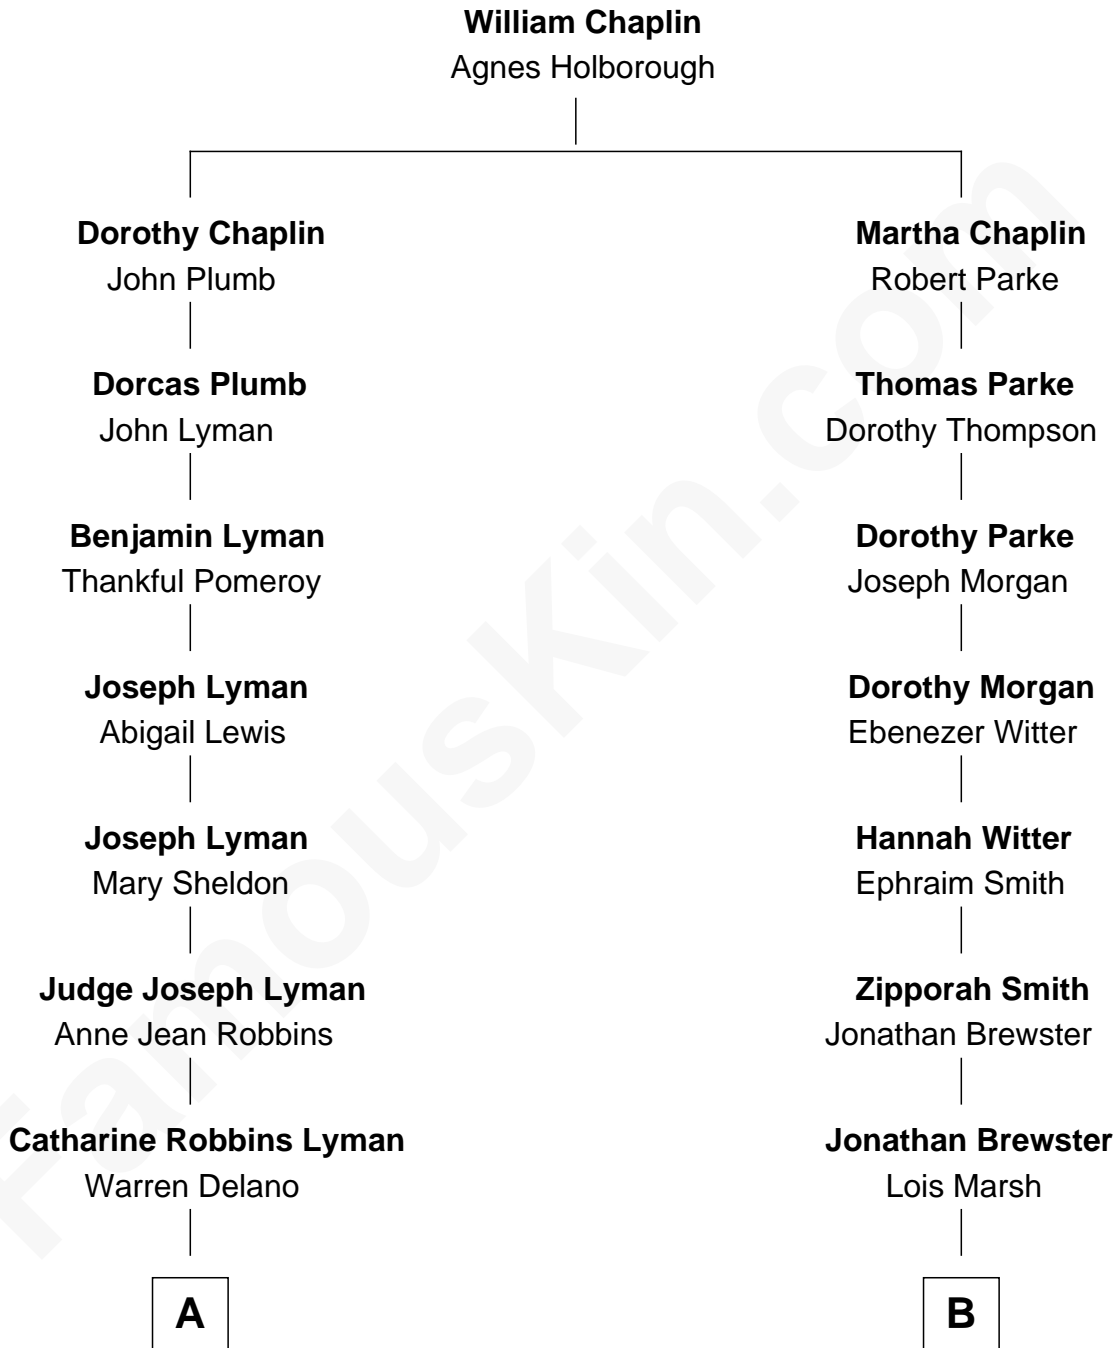 William Chaplin
Agnes Holborough
Dorothy Chaplin
John Plumb
Martha Chaplin
Robert Parke
Dorcas Plumb
John Lyman
Thomas Parke
Dorothy Thompson
Benjamin Lyman
Thankful Pomeroy
Dorothy Parke
Joseph Morgan
Joseph Lyman
Abigail Lewis
Dorothy Morgan
Ebenezer Witter
Joseph Lyman
Mary Sheldon
Hannah Witter
Ephraim Smith
Judge Joseph Lyman
Anne Jean Robbins
Zipporah Smith
Jonathan Brewster
Catharine Robbins Lyman
Warren Delano
Jonathan Brewster
Lois Marsh
A
B
FamousKin.com